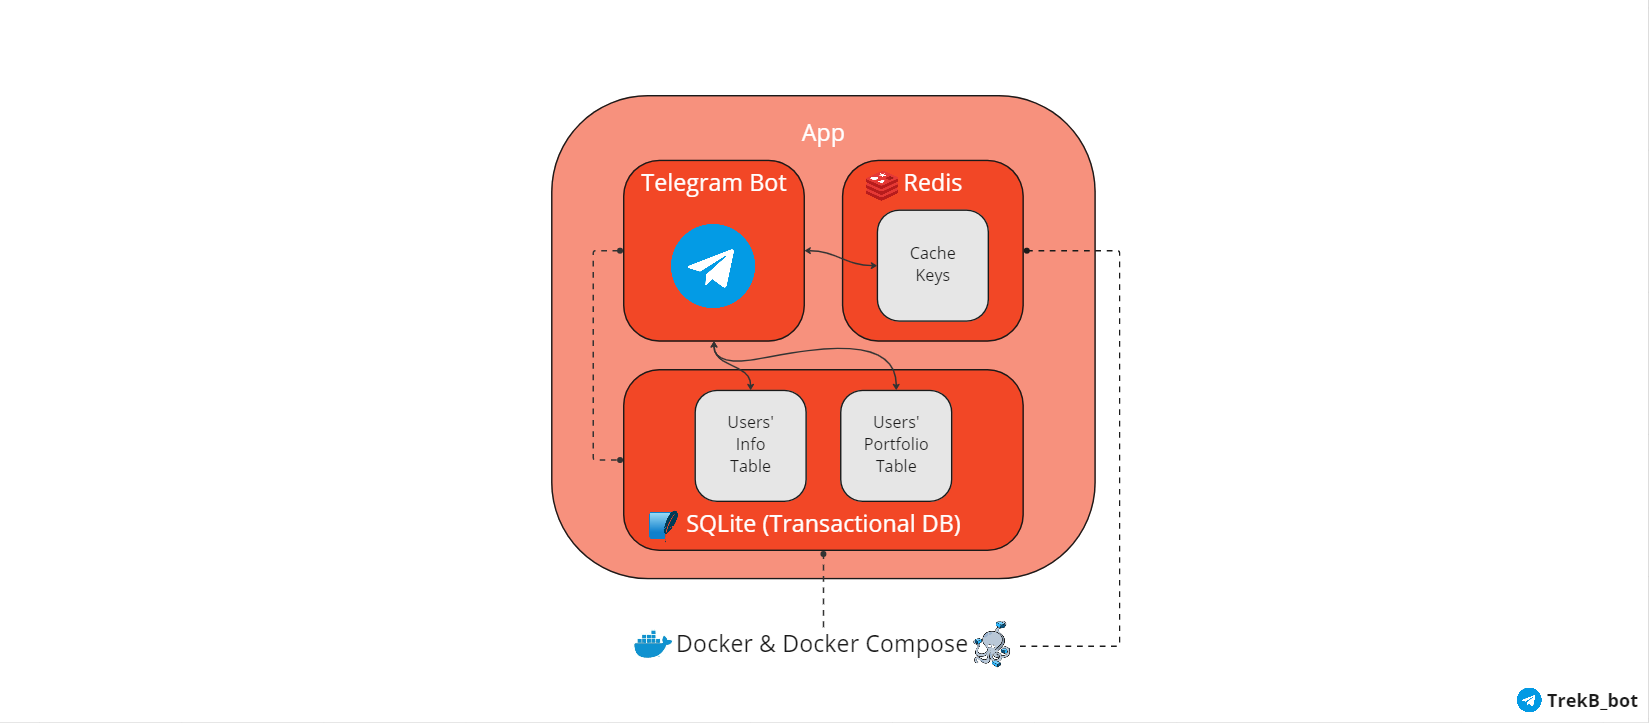 App
Telegram Bot
Redis
Cache
Keys
Users'
Info
Table
Users'
Portfolio
Table
SQLite (Transactional DB)
Docker & Docker Compose
TrekB_bot